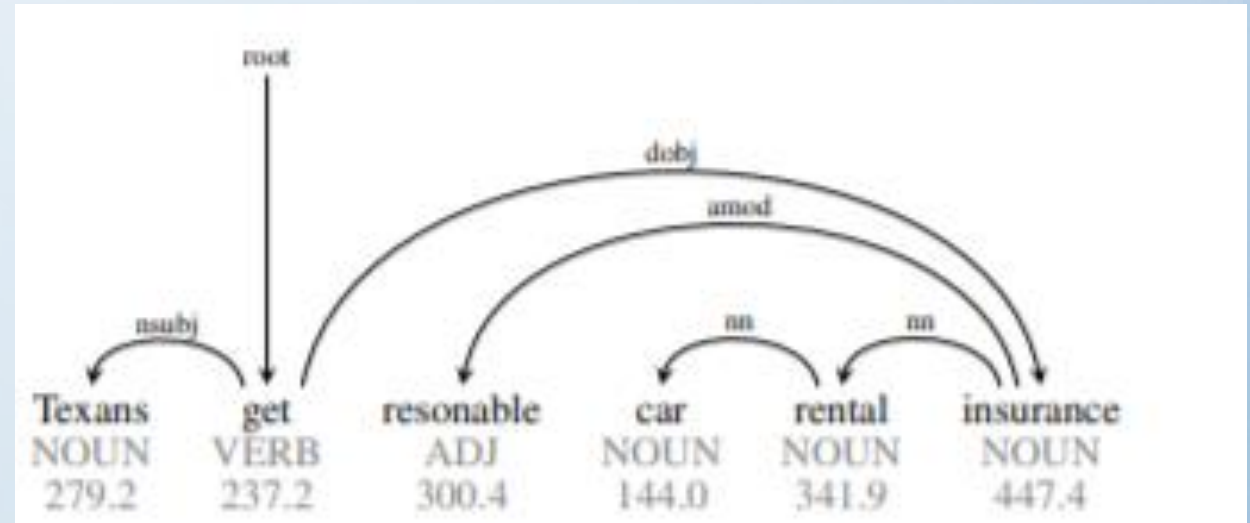 root
dobj
amod
nsubj nn nn
Texans get resonable car rental insurance
NOUN VERB ADJ NOUN NOUN NOUN
279.2 237.2 300.4 144.0 341.9 447.4